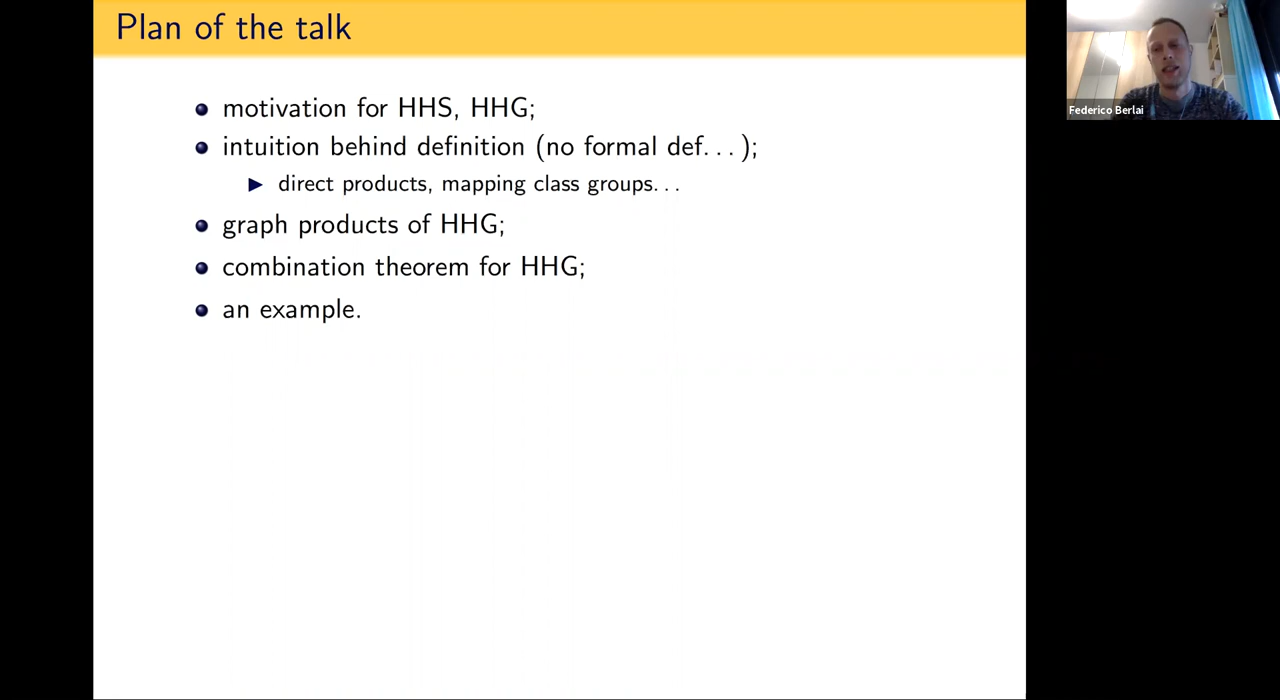 Plan of the talk
motivation for HHS, HHG;
intuition behind definition (no formal def. . . );
direct products, mapping class groups. . .
graph products of HHG;
combination theorem for HHG;
an example.
Federico Berlai